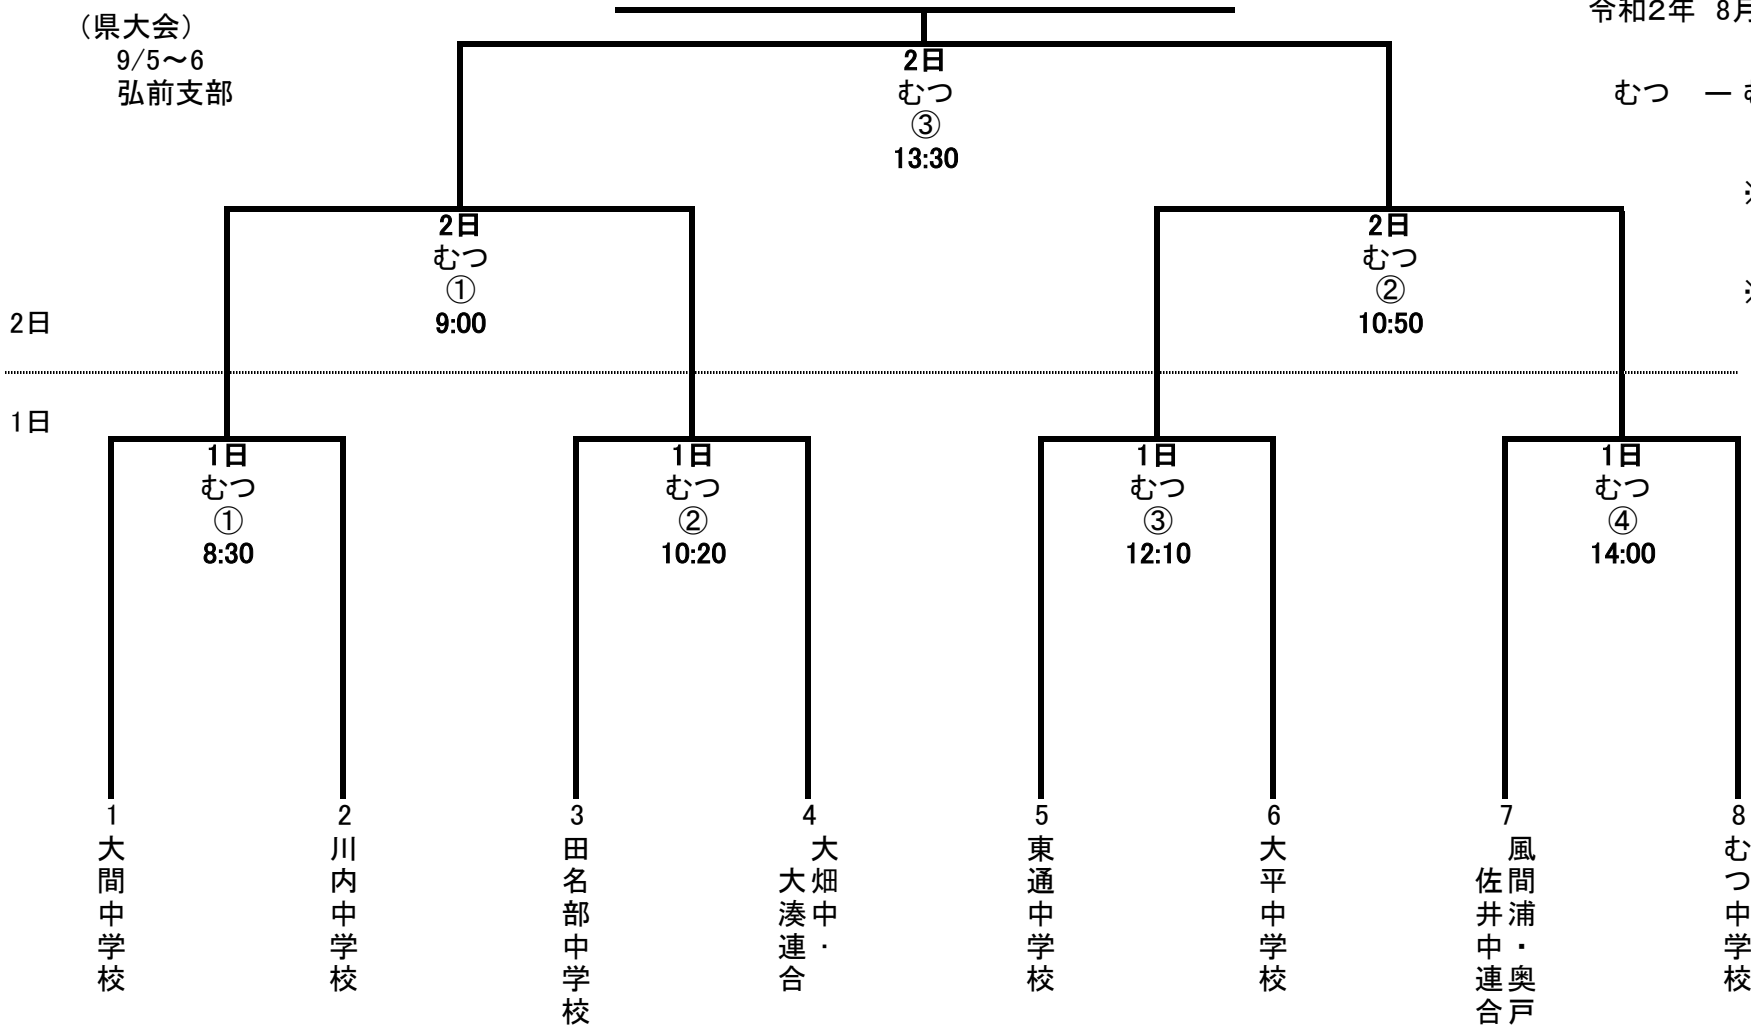 （県大会）
9/5～6
弘前支部
令和2年 8月
むつ ー
2日
むつ
③
13:30
2日
むつ
①
9:00
2日
むつ
②
10:50
※
※
2日
1日
1日
むつ
①
8:30
1日
むつ
②
10:20
1日
むつ
③
12:10
1日
むつ
④
14:00
1
大間中学校
2
川内中学校
3
田名部中学校
4
大畑中・
大湊連合
5
東通中学校
6
大平中学校
7
風間浦・奥戸
佐井中連合
8
むつ中学校